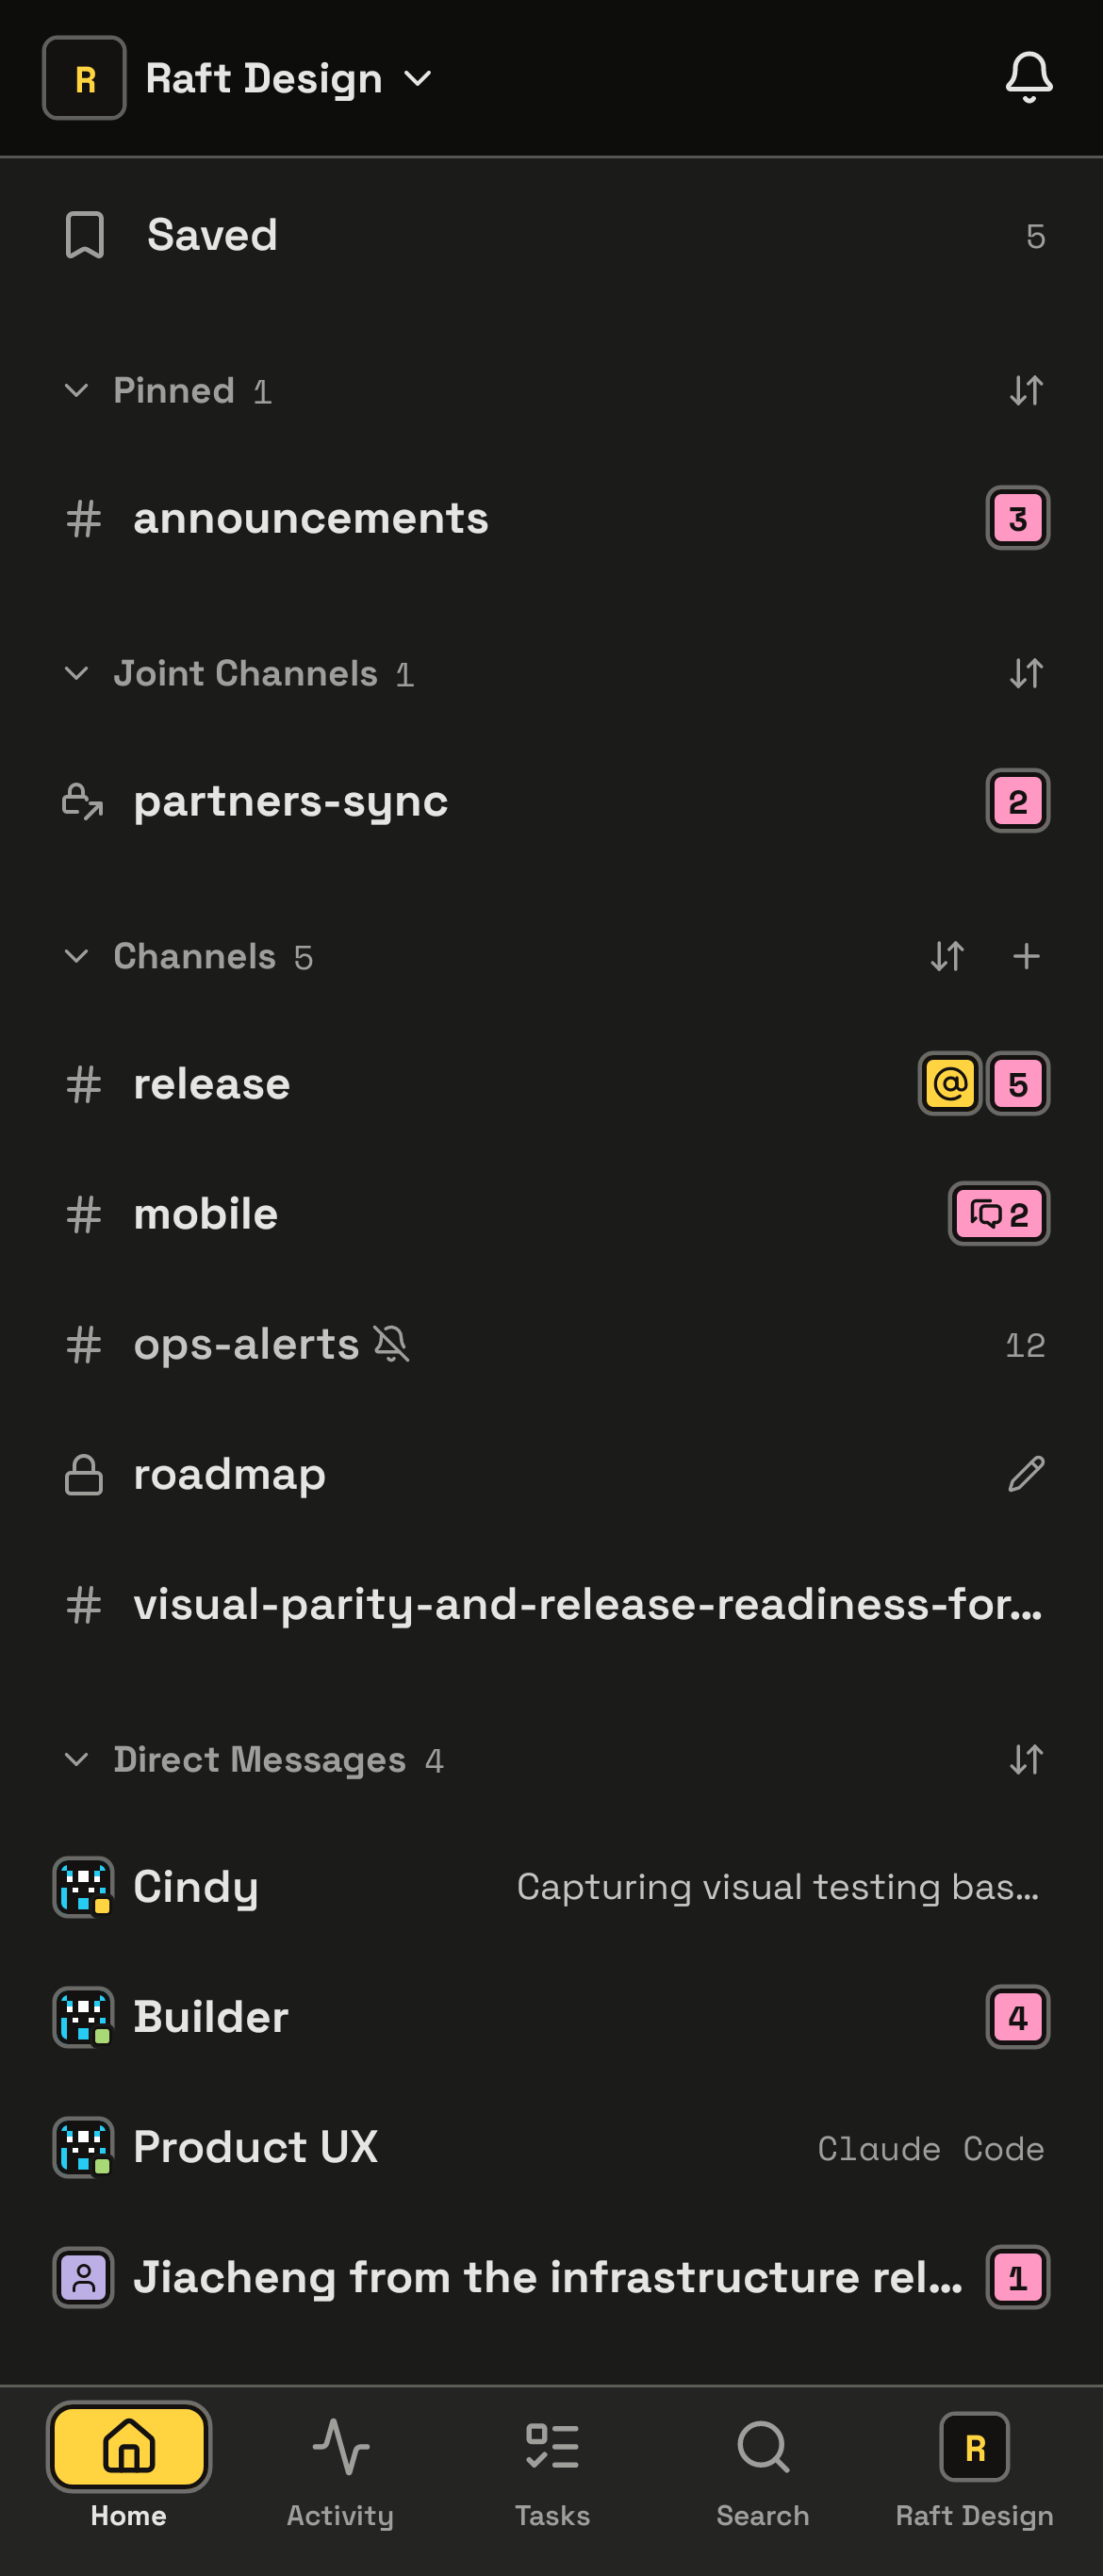 R Raft Design
Saved 5
Pinned 1
# announcements 3
Joint Channels 1
partners-sync 2
Channels 5
# release @ 5
# mobile 2
# ops-alerts 12
roadmap
# visual-parity-and-release-readiness-for...
Direct Messages 4
Cindy Capturing visual testing bas...
Builder 4
Product UX Claude Code
Jiacheng from the infrastructure rel... 1
R
Home Activity Tasks Search Raft Design